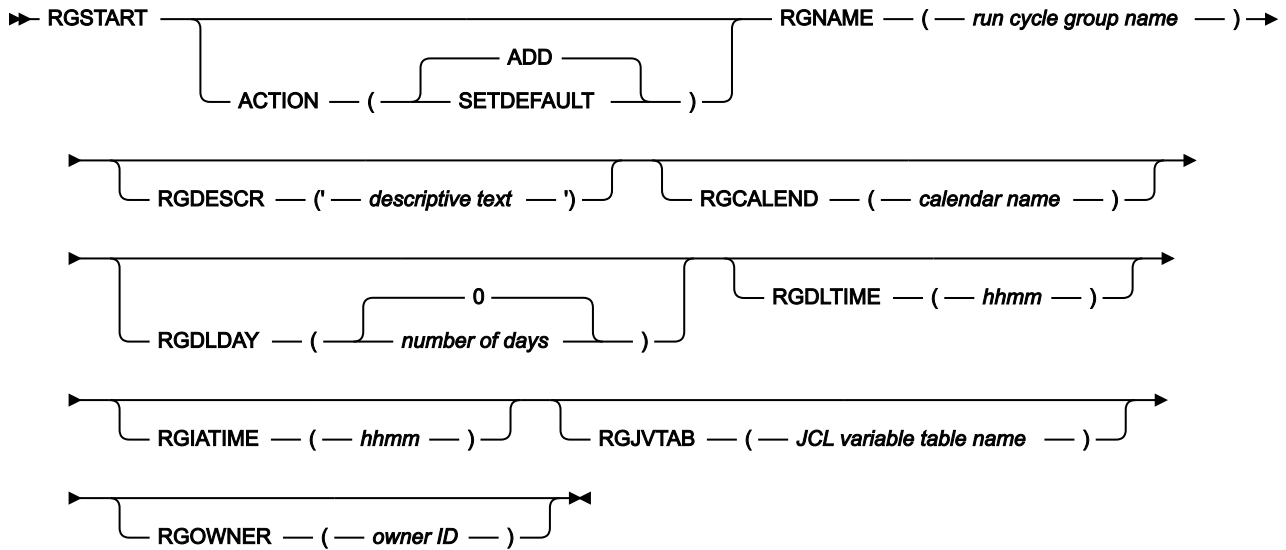 RGSTART RGNAME ( run cycle group name )
ADD
ACTION ( SETDEFAULT )
RGDESCR (' descriptive text ') RGCALEND ( calendar name )
0
RGDLDAY ( number of days ) RGDLTIME ( hhmm )
RGIATIME ( hhmm ) RGJVTAB ( JCL variable table name )
RGOWNER ( owner ID )